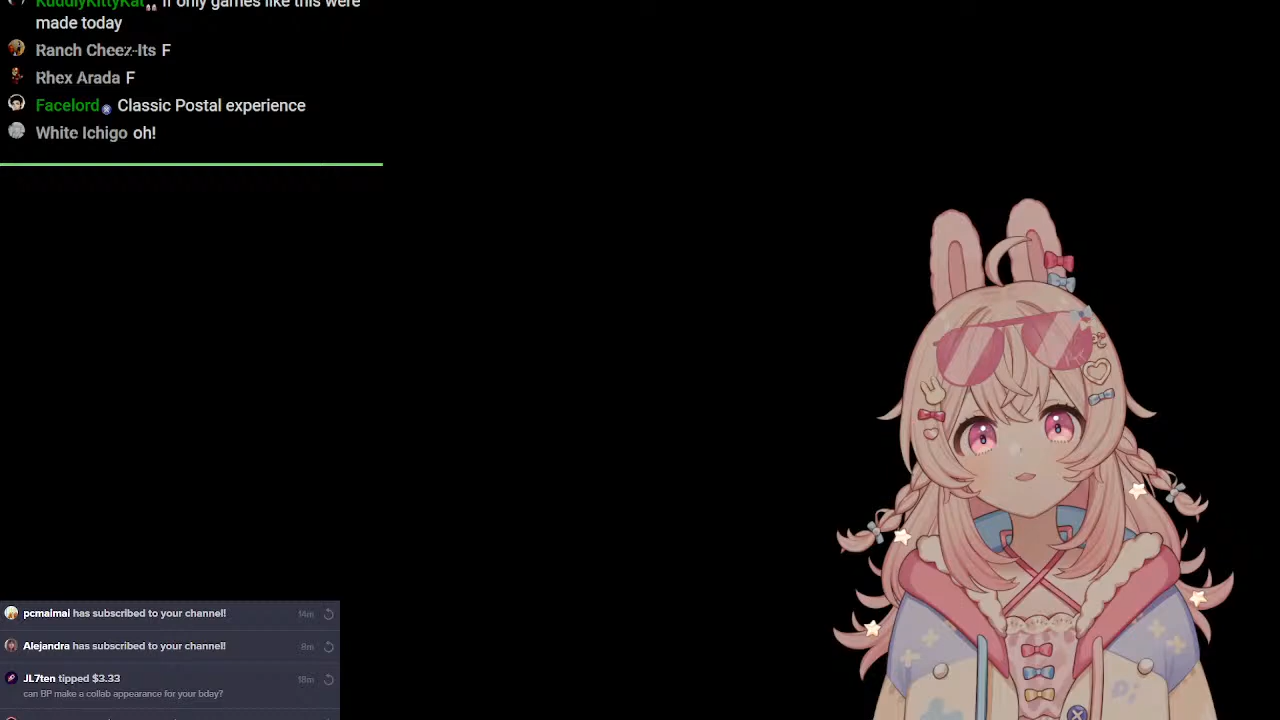 KuddlyKittyKat If only games like this were
made today
Ranch Cheez-Its F
Rhex Arada F
Facelord Classic Postal experience
White Ichigo oh!
pcmaimai has subscribed to your channel! 14m
Alejandra has subscribed to your channel! 8m
JL7ten tipped $3.33 18m
can BP make a collab appearance for your bday?